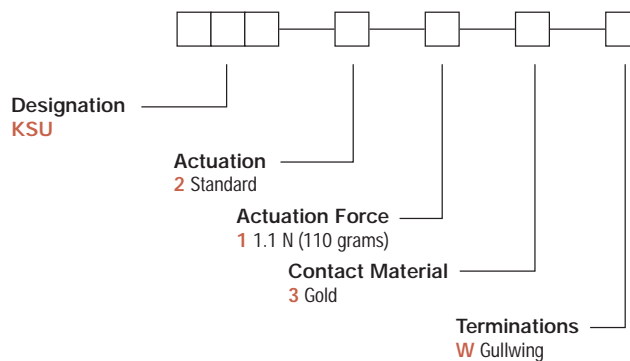 Designation
KSU
Actuation
2 Standard
Actuation Force
1 1.1 N (110 grams)
Contact Material
3 Gold
Terminations
W Gullwing